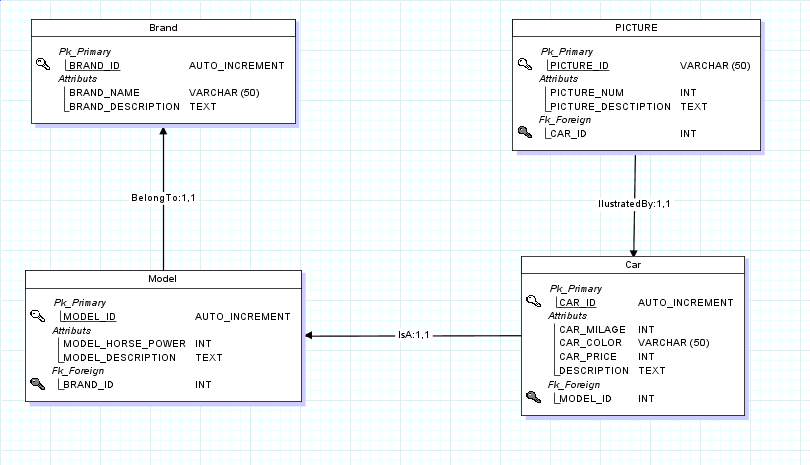 Brand
Pk_Primary
BRAND_ID AUTO_INCREMENT
Attributs
BRAND_NAME VARCHAR (50)
BRAND_DESCRIPTION TEXT
PICTURE
Pk_Primary
PICTURE_ID VARCHAR (50)
Attributs
PICTURE_NUM INT
PICTURE_DESCTIPTION TEXT
Fk_Foreign
CAR_ID INT
BelongTo:1,1
IllustratedBy:1,1
Model
Pk_Primary
MODEL_ID AUTO_INCREMENT
Attributs
MODEL_HORSE_POWER INT
MODEL_DESCRIPTION TEXT
Fk_Foreign
BRAND_ID INT
IsA:1,1
Car
Pk_Primary
CAR_ID AUTO_INCREMENT
Attributs
CAR_MILAGE INT
CAR_COLOR VARCHAR (50)
CAR_PRICE INT
DESCRIPTION TEXT
Fk_Foreign
MODEL_ID INT